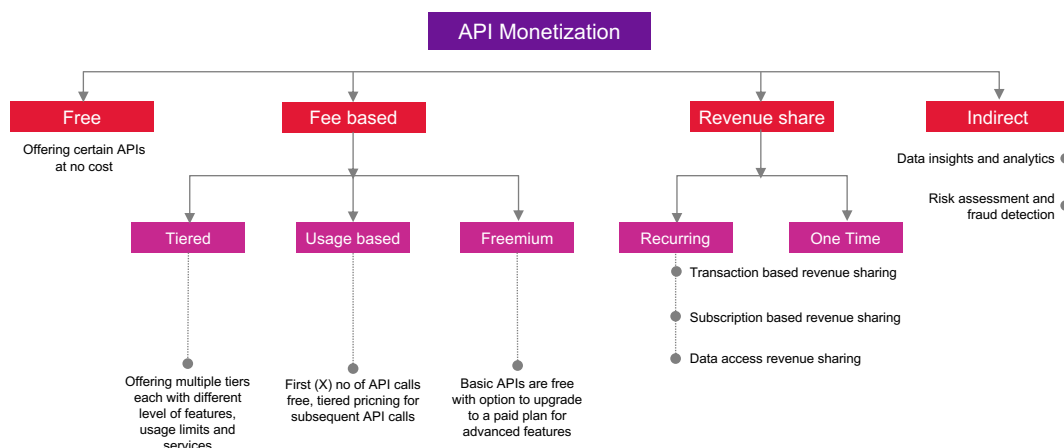 API Monetization
Free
Fee based
Revenue share
Indirect
Offering certain APIs
at no cost
Data insights and analytics
Risk assessment and
fraud detection
Tiered
Usage based
Freemium
Recurring
One Time
Transaction based revenue sharing
Subscription based revenue sharing
Data access revenue sharing
Offering multiple tiers
each with different
level of features,
usage limits and
services
First (X) no of API calls
free, tiered pricning for
subsequent API calls
Basic APIs are free
with option to upgrade
to a paid plan for
advanced features